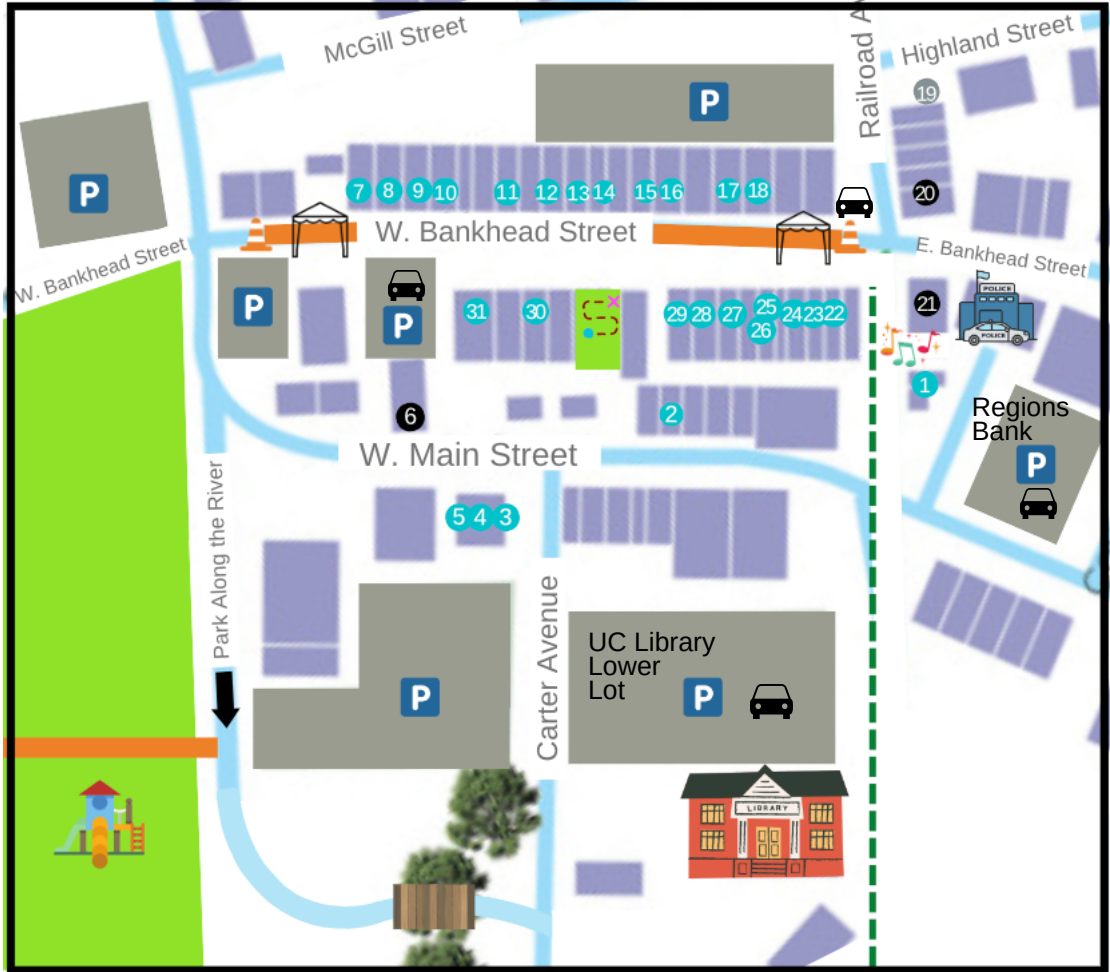 McGill Street
Railroad A
Highland Street
19
P
P
7 8 9 10 11 12 13 14 15 16 17 18
20
W. Bankhead Street
W. Bankhead Street
E. Bankhead Street
P
P
31 30 29 28 27 25 24 23 22
26
21
POLICE
POLICE
1
2
6
Regions
Bank
P
W. Main Street
5 4 3
Park Along the River
Carter Avenue
UC Library
Lower
Lot
P
P
LIBRARY